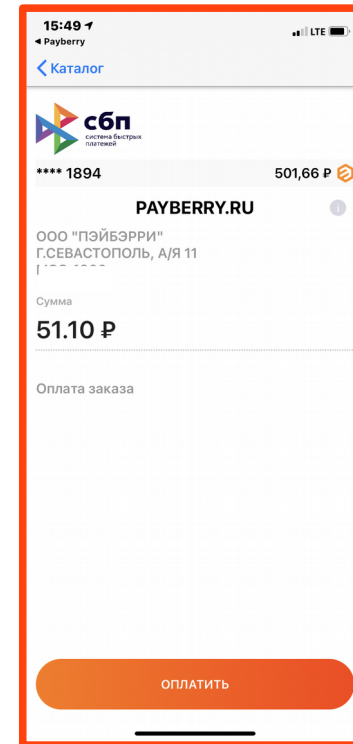 15:49
LTE
Payberry
Каталог
сбп
система быстрых
платежей
**** 1894
501,66 ₽
PAYBERRY.RU
ООО "ПЭЙБЭРРИ"
Г.СЕВАСТОПОЛЬ, А/Я 11
Сумма
51.10 ₽
Оплата заказа
ОПЛАТИТЬ